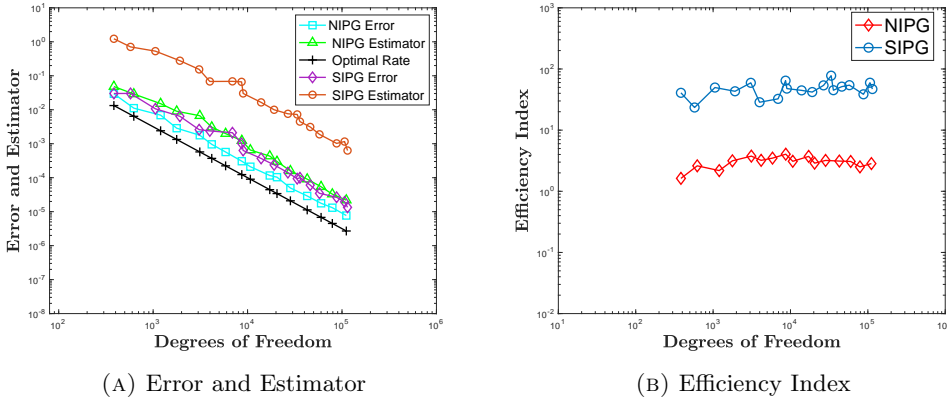 NIPG Error
NIPG Estimator
Optimal Rate
SIPG Error
SIPG Estimator
Error and Estimator
10^1
10^0
10^-1
10^-2
10^-3
10^-4
10^-5
10^-6
10^-7
10^-8
10^2
10^3
10^4
10^5
10^6
Degrees of Freedom
(A) Error and Estimator
NIPG
SIPG
Efficiency Index
10^3
10^2
10^1
10^0
10^-1
10^-2
10^1
10^2
10^3
10^4
10^5
10^6
Degrees of Freedom
(B) Efficiency Index